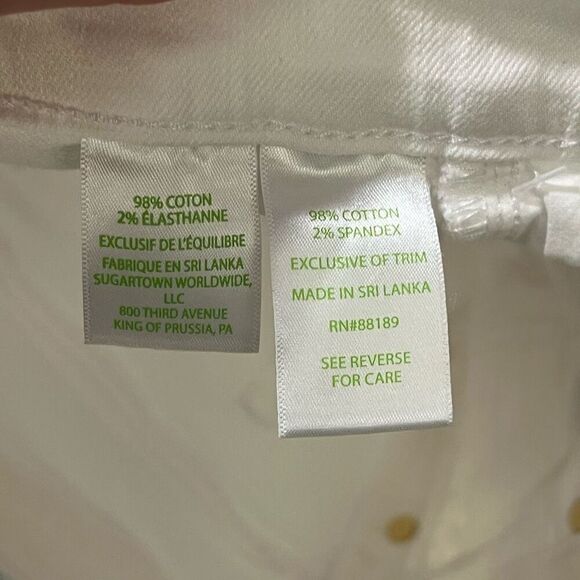 98% COTON
2% ÉLASTHANNE
EXCLUSIF DE L'ÉQUILIBRE
FABRIQUE EN SRI LANKA
SUGARTOWN WORLDWIDE,
LLC
800 THIRD AVENUE
KING OF PRUSSIA, PA
98% COTTON
2% SPANDEX
EXCLUSIVE OF TRIM
MADE IN SRI LANKA
RN#88189
SEE REVERSE
FOR CARE